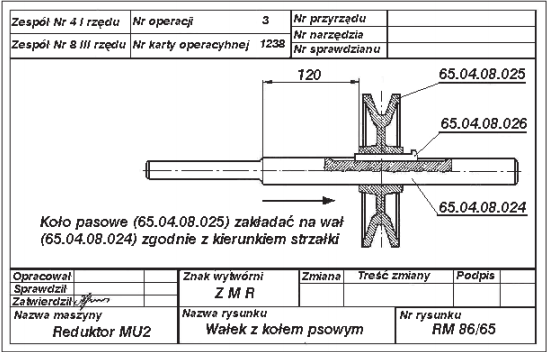 Zespół Nr 4 I rzędu Nr operacji 3 Nr przyrządu
Nr narzędzia
Zespół Nr 8 III rzędu Nr karty operacyhnej 1238 Nr sprawdzianu
120
65.04.08.025
65.04.08.026
65.04.08.024
Koło pasowe (65.04.08.025) zakładać na wał
(65.04.08.024) zgodnie z kierunkiem strzałki
Opracował Znak wytwórni Zmiana Treść zmiany Podpis
Sprawdził
Zatwierdził
Z M R
Nazwa maszyny Nazwa rysunku Nr rysunku
Reduktor MU2 Wałek z kołem psowym RM 86/65